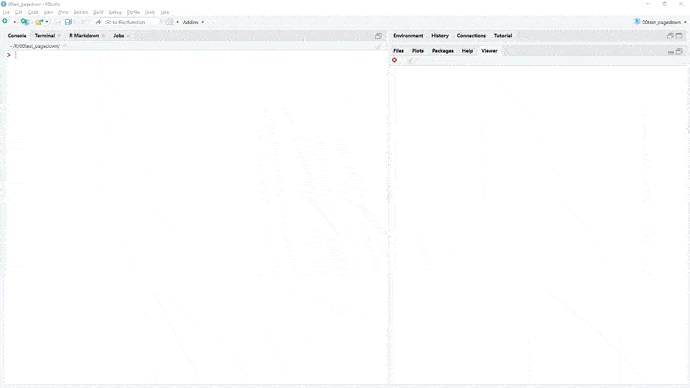 00test_pagedown - RStudio
File Edit Code View Plots Session Build Debug Profile Tools Help
Go to file/function Addins 00test_pagedown
Console Terminal R Markdown Jobs
~/R/00test_pagedown/
>
Environment History Connections Tutorial
Files Plots Packages Help Viewer